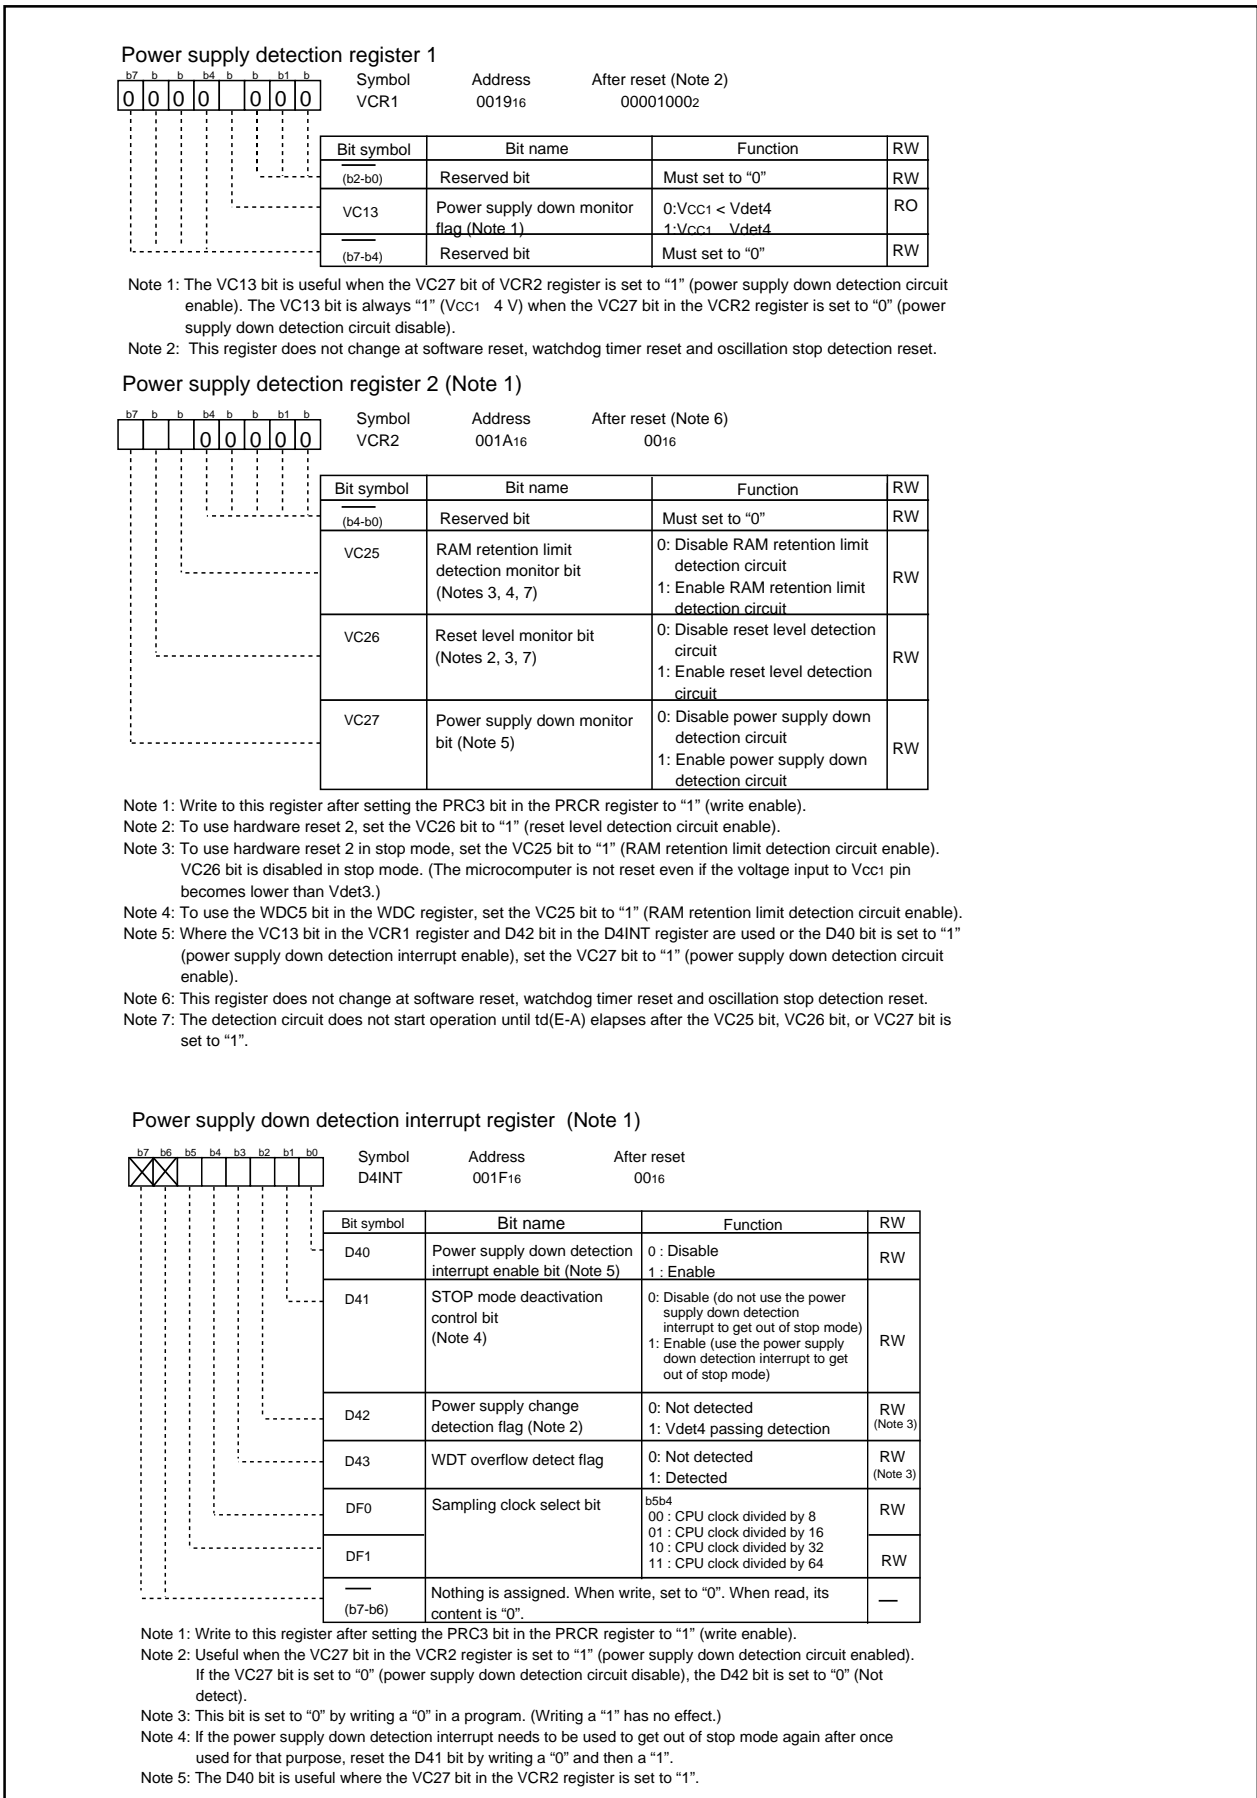 Power supply detection register 1
b7 b b b4 b b b1 b
0 0 0 0 0 0 0
Symbol Address After reset (Note 2)
VCR1 001916 000010002
Bit symbol Bit name Function RW
(b2-b0) Reserved bit Must set to “0” RW
VC13 Power supply down monitor flag (Note 1) 0:VCC1 < Vdet4 RO
1:VCC1 Vdet4
(b7-b4) Reserved bit Must set to “0” RW
Note 1: The VC13 bit is useful when the VC27 bit of VCR2 register is set to “1” (power supply down detection circuit
enable). The VC13 bit is always “1” (VCC1 4 V) when the VC27 bit in the VCR2 register is set to “0” (power
supply down detection circuit disable).
Note 2: This register does not change at software reset, watchdog timer reset and oscillation stop detection reset.
Power supply detection register 2 (Note 1)
b7 b b b4 b b b1 b
0 0 0 0 0
Symbol Address After reset (Note 6)
VCR2 001A16 0016
Bit symbol Bit name Function RW
(b4-b0) Reserved bit Must set to “0” RW
VC25 RAM retention limit
detection monitor bit
(Notes 3, 4, 7)
0: Disable RAM retention limit
detection circuit
1: Enable RAM retention limit
detection circuit
RW
VC26 Reset level monitor bit
(Notes 2, 3, 7)
0: Disable reset level detection
circuit
1: Enable reset level detection
circuit
RW
VC27 Power supply down monitor
bit (Note 5)
0: Disable power supply down
detection circuit
1: Enable power supply down
detection circuit
RW
Note 1: Write to this register after setting the PRC3 bit in the PRCR register to “1” (write enable).
Note 2: To use hardware reset 2, set the VC26 bit to “1” (reset level detection circuit enable).
Note 3: To use hardware reset 2 in stop mode, set the VC25 bit to “1” (RAM retention limit detection circuit enable).
VC26 bit is disabled in stop mode. (The microcomputer is not reset even if the voltage input to Vcc1 pin
becomes lower than Vdet3.)
Note 4: To use the WDC5 bit in the WDC register, set the VC25 bit to “1” (RAM retention limit detection circuit enable).
Note 5: Where the VC13 bit in the VCR1 register and D42 bit in the D4INT register are used or the D40 bit is set to “1”
(power supply down detection interrupt enable), set the VC27 bit to “1” (power supply down detection circuit
enable).
Note 6: This register does not change at software reset, watchdog timer reset and oscillation stop detection reset.
Note 7: The detection circuit does not start operation until td(E-A) elapses after the VC25 bit, VC26 bit, or VC27 bit is
set to “1”.
Power supply down detection interrupt register (Note 1)
b7 b6 b5 b4 b3 b2 b1 b0
Symbol Address After reset
D4INT 001F16 0016
Bit symbol Bit name Function RW
D40 Power supply down detection
interrupt enable bit (Note 5)
0 : Disable
1 : Enable
RW
D41 STOP mode deactivation
control bit
(Note 4)
0: Disable (do not use the power
supply down detection
interrupt to get out of stop mode)
1: Enable (use the power supply
down detection interrupt to get
out of stop mode)
RW
D42 Power supply change
detection flag (Note 2)
0: Not detected
1: Vdet4 passing detection
RW
(Note 3)
D43 WDT overflow detect flag
0: Not detected
1: Detected
RW
(Note 3)
DF0 Sampling clock select bit
b5b4
00 : CPU clock divided by 8
01 : CPU clock divided by 16
10 : CPU clock divided by 32
11 : CPU clock divided by 64
RW
DF1 RW
(b7-b6) Nothing is assigned. When write, set to “0”. When read, its
content is “0”.
—
Note 1: Write to this register after setting the PRC3 bit in the PRCR register to “1” (write enable).
Note 2: Useful when the VC27 bit in the VCR2 register is set to “1” (power supply down detection circuit enabled).
If the VC27 bit is set to “0” (power supply down detection circuit disable), the D42 bit is set to “0” (Not
detect).
Note 3: This bit is set to “0” by writing a “0” in a program. (Writing a “1” has no effect.)
Note 4: If the power supply down detection interrupt needs to be used to get out of stop mode again after once
used for that purpose, reset the D41 bit by writing a “0” and then a “1”.
Note 5: The D40 bit is useful where the VC27 bit in the VCR2 register is set to “1”.